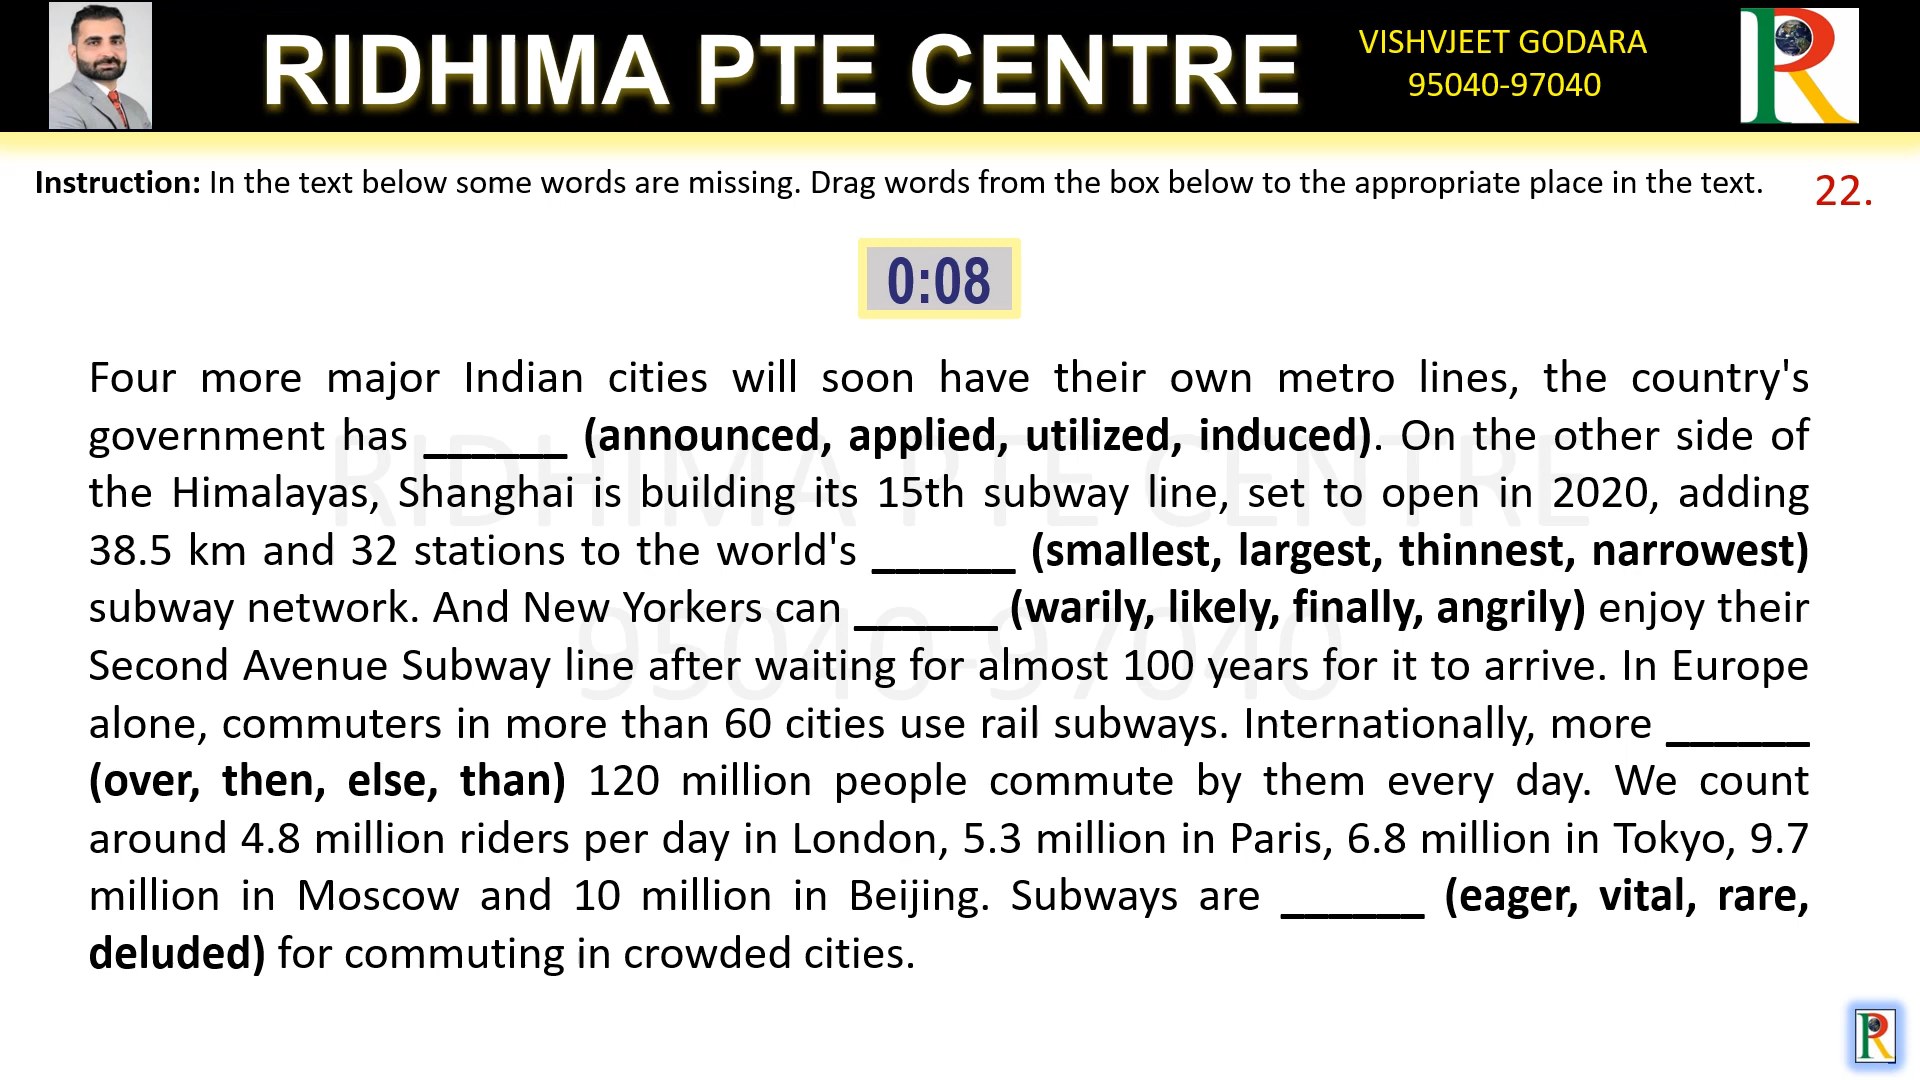 RIDHIMA PTE CENTRE
VISHVJEET GODARA
95040-97040
Instruction: In the text below some words are missing. Drag words from the box below to the appropriate place in the text.
22.
0:08
Four more major Indian cities will soon have their own metro lines, the country's
government has ______ (announced, applied, utilized, induced). On the other side of
the Himalayas, Shanghai is building its 15th subway line, set to open in 2020, adding
38.5 km and 32 stations to the world's ______ (smallest, largest, thinnest, narrowest)
subway network. And New Yorkers can ______ (warily, likely, finally, angrily) enjoy their
Second Avenue Subway line after waiting for almost 100 years for it to arrive. In Europe
alone, commuters in more than 60 cities use rail subways. Internationally, more ______
(over, then, else, than) 120 million people commute by them every day. We count
around 4.8 million riders per day in London, 5.3 million in Paris, 6.8 million in Tokyo, 9.7
million in Moscow and 10 million in Beijing. Subways are ______ (eager, vital, rare,
deluded) for commuting in crowded cities.
RIDHIMA PTE CENTRE
95040-97040